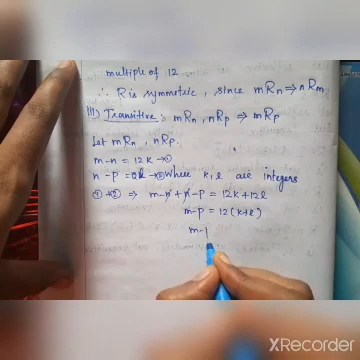 multiple of 12
∴ R is symmetric, since mRn ⇒ nRm
III) Transitive : mRn, nRp ⇒ mRp
Let mRn, nRp.
m-n = 12k →①
n-p = 12l →② where k, l are integers
①+② ⇒ m-n+n-p = 12k+12l
m-p = 12(k+l)
m-
XRecorder